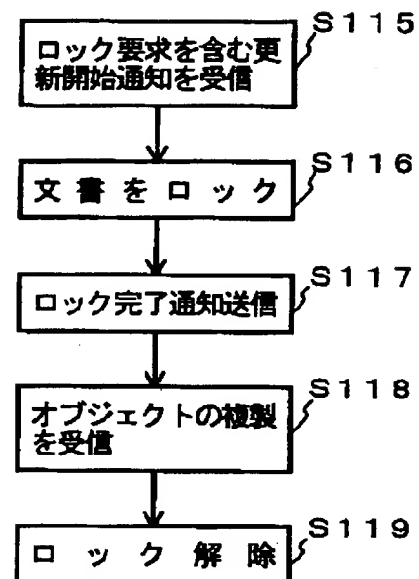 S115
ロック要求を含む更
新開始通知を受信
S116
文書をロック
S117
ロック完了通知送信
S118
オブジェクトの複製
を受信
S119
ロック解除